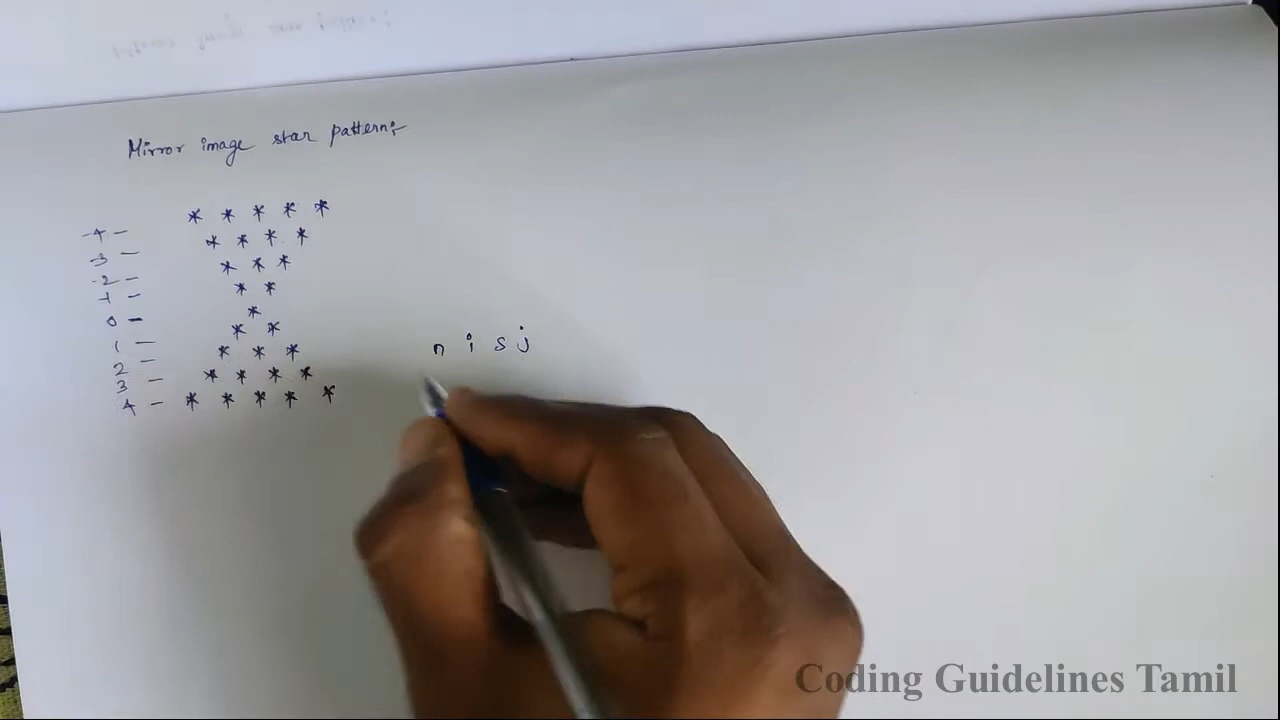 Mirror image star pattern:-
* * * * *
-4 - * * * *
-3 - * * *
-2 - * *
-1 - *
0 - * *
1 - * * *
2 - * * * *
3 -
4 - * * * * *
n i s j
Coding Guidelines Tamil